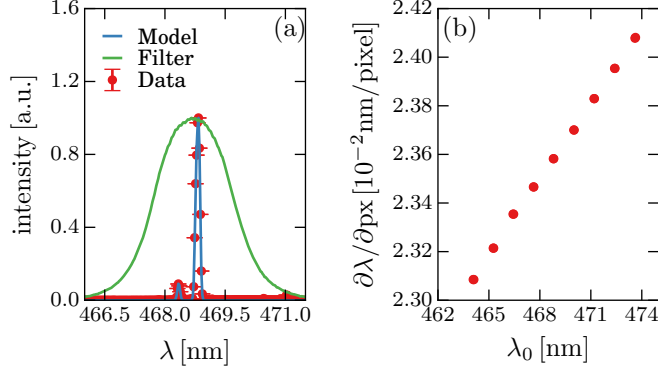 1.6
1.2
0.8
0.4
0.0
intensity [a.u.]
Model
Filter
Data
(a)
466.5 468.0 469.5 471.0
λ [nm]
2.42
2.40
2.38
2.36
2.34
2.32
2.30
∂λ/∂px [10⁻²nm/pixel]
(b)
462 465 468 471 474
λ₀ [nm]